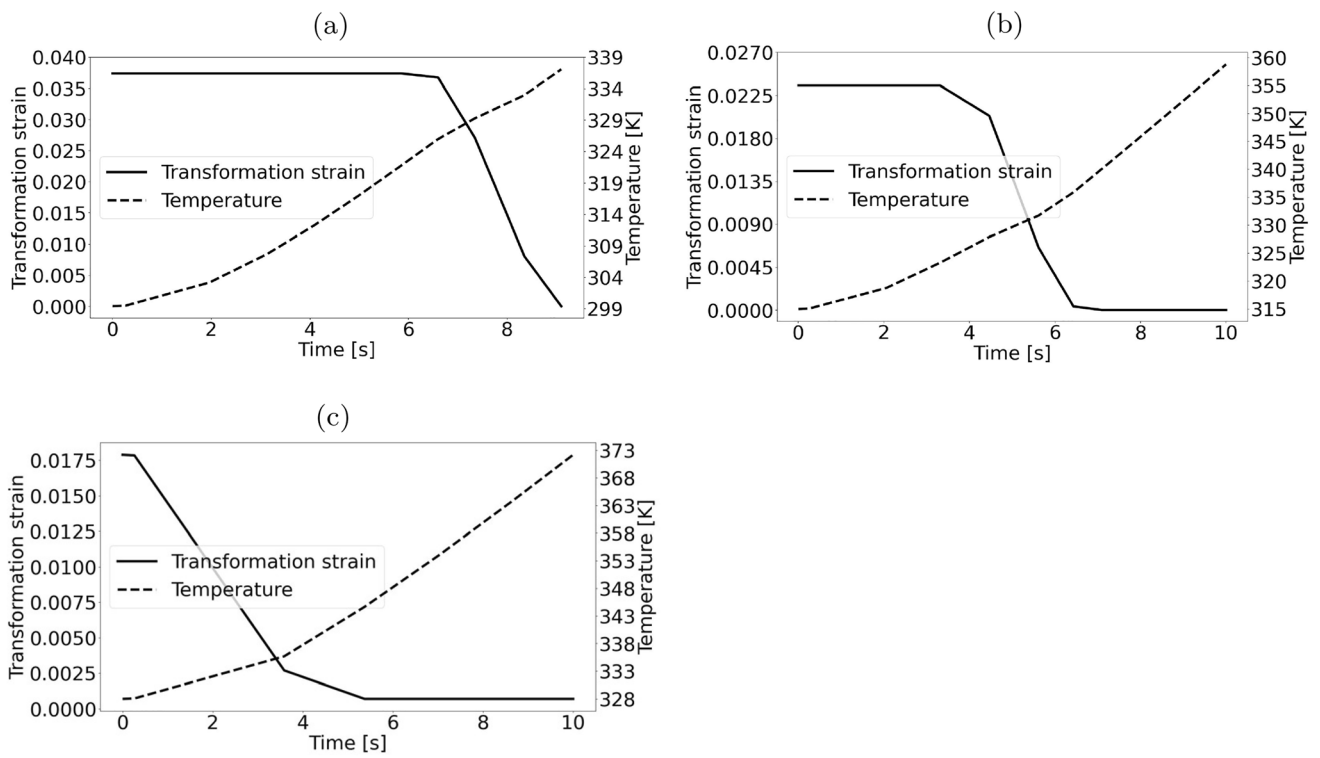 (a)
Transformation strain
0.040
0.035
0.030
0.025
0.020
0.015
0.010
0.005
0.000
Transformation strain
Temperature
339
334
329
324
319
314
309
304
299
Temperature [K]
0 2 4 6 8
Time [s]
(b)
Transformation strain
0.0270
0.0225
0.0180
0.0135
0.0090
0.0045
0.0000
Transformation strain
Temperature
360
355
350
345
340
335
330
325
320
315
Temperature [K]
0 2 4 6 8 10
Time [s]
(c)
Transformation strain
0.0175
0.0150
0.0125
0.0100
0.0075
0.0050
0.0025
0.0000
Transformation strain
Temperature
373
368
363
358
353
348
343
338
333
328
Temperature [K]
0 2 4 6 8 10
Time [s]